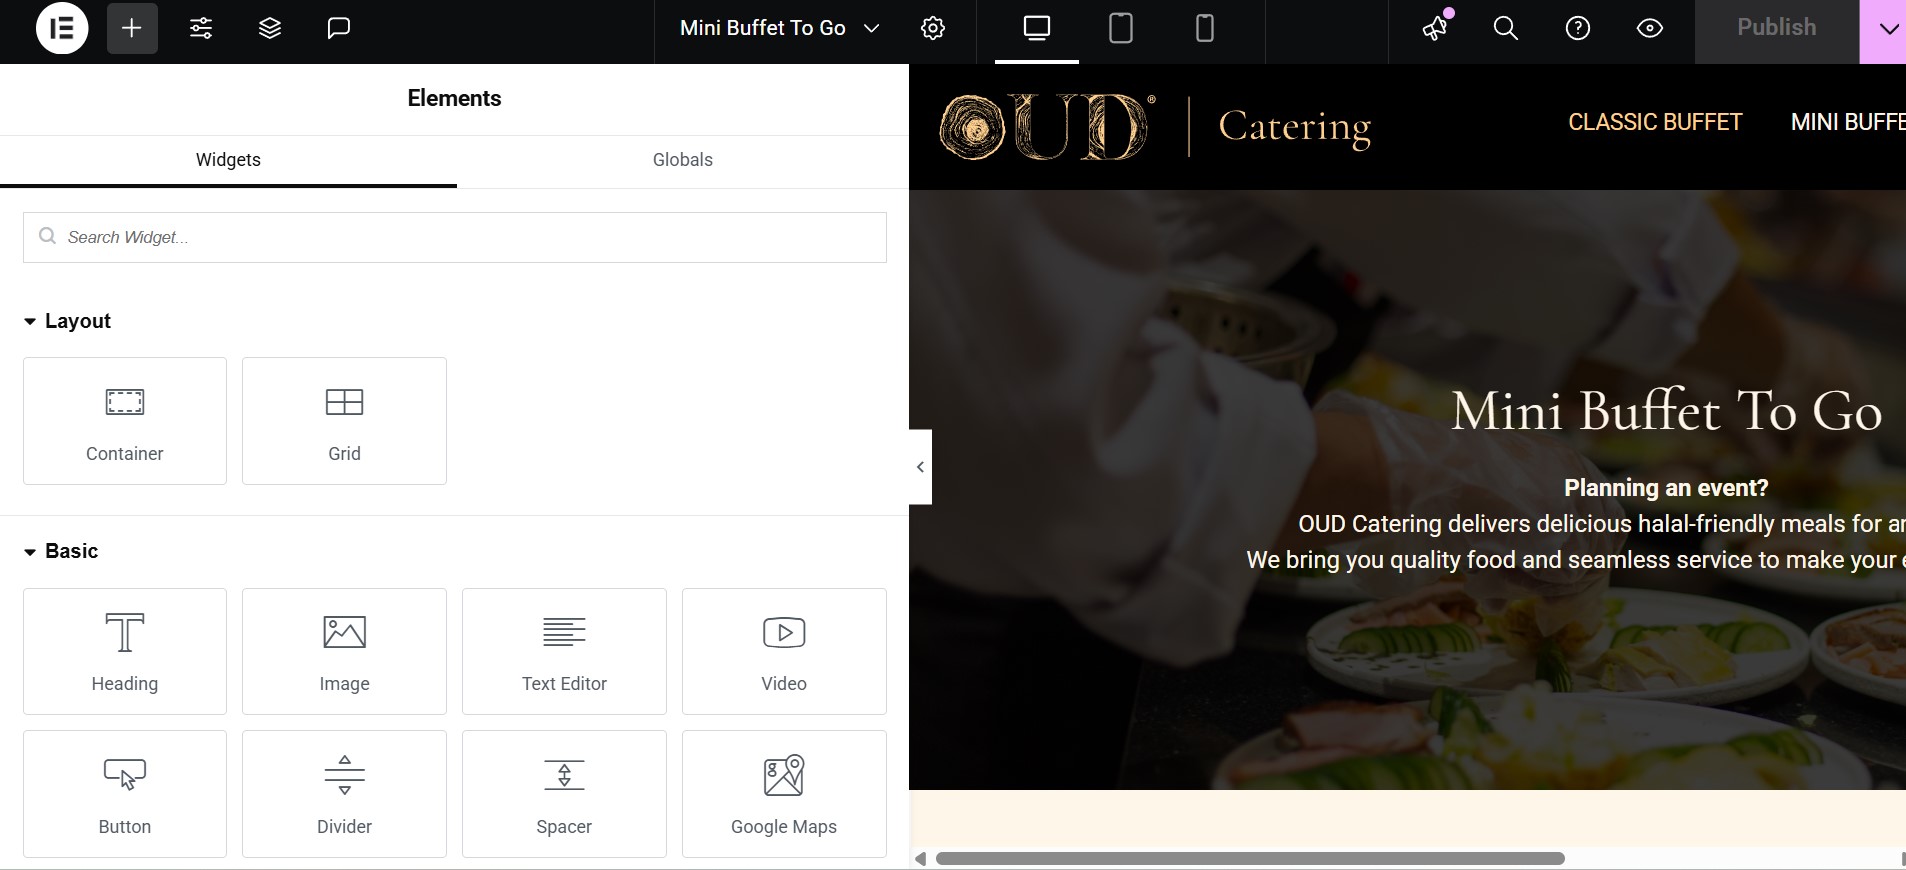 Mini Buffet To Go
Publish
Elements
Widgets
Globals
Search Widget...
Layout
Container
Grid
Basic
Heading
Image
Text Editor
Video
Button
Divider
Spacer
Google Maps
OUD® | Catering
CLASSIC BUFFET
MINI BUFFE
Mini Buffet To Go
Planning an event?
OUD Catering delivers delicious halal-friendly meals for
We bring you quality food and seamless service to make your